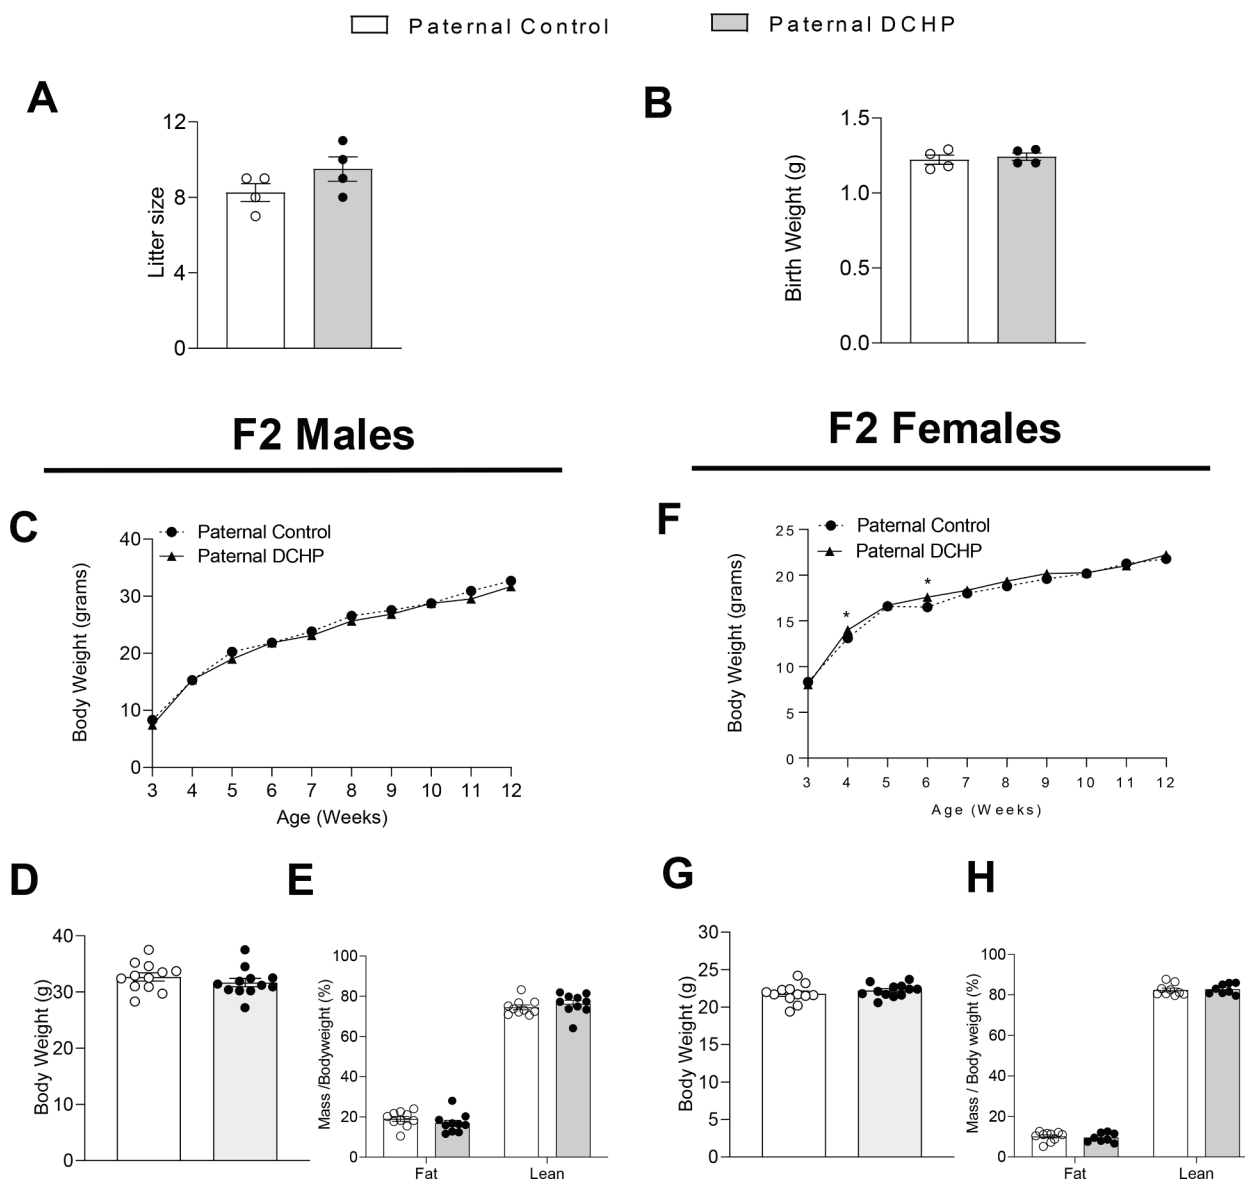 Paternal Control
Paternal DCHP
A
12
8
4
0
Litter size
B
1.5
1.0
0.5
0.0
Birth Weight (g)
F2 Males
F2 Females
C
Paternal Control
Paternal DCHP
40
30
20
10
0
Body Weight (grams)
3 4 5 6 7 8 9 10 11 12
Age (Weeks)
F
Paternal Control
Paternal DCHP
25
20
15
10
5
0
Body Weight (grams)
* *
3 4 5 6 7 8 9 10 11 12
Age (Weeks)
D
40
30
20
10
0
Body Weight (g)
E
100
80
60
40
20
0
Mass /Bodyweight (%)
Fat Lean
G
30
25
20
15
10
5
0
Body Weight (g)
H
100
80
60
40
20
0
Mass / Body weight (%)
Fat Lean